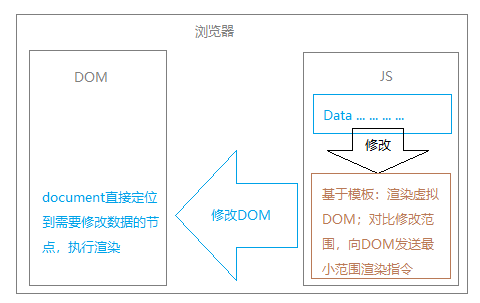 浏览器
DOM
document直接定位
到需要修改数据的节
点，执行渲染
修改DOM
JS
Data ... ... ... ...
修改
基于模板：渲染虚拟
DOM；对比修改范
围，向DOM发送最
小范围渲染指令